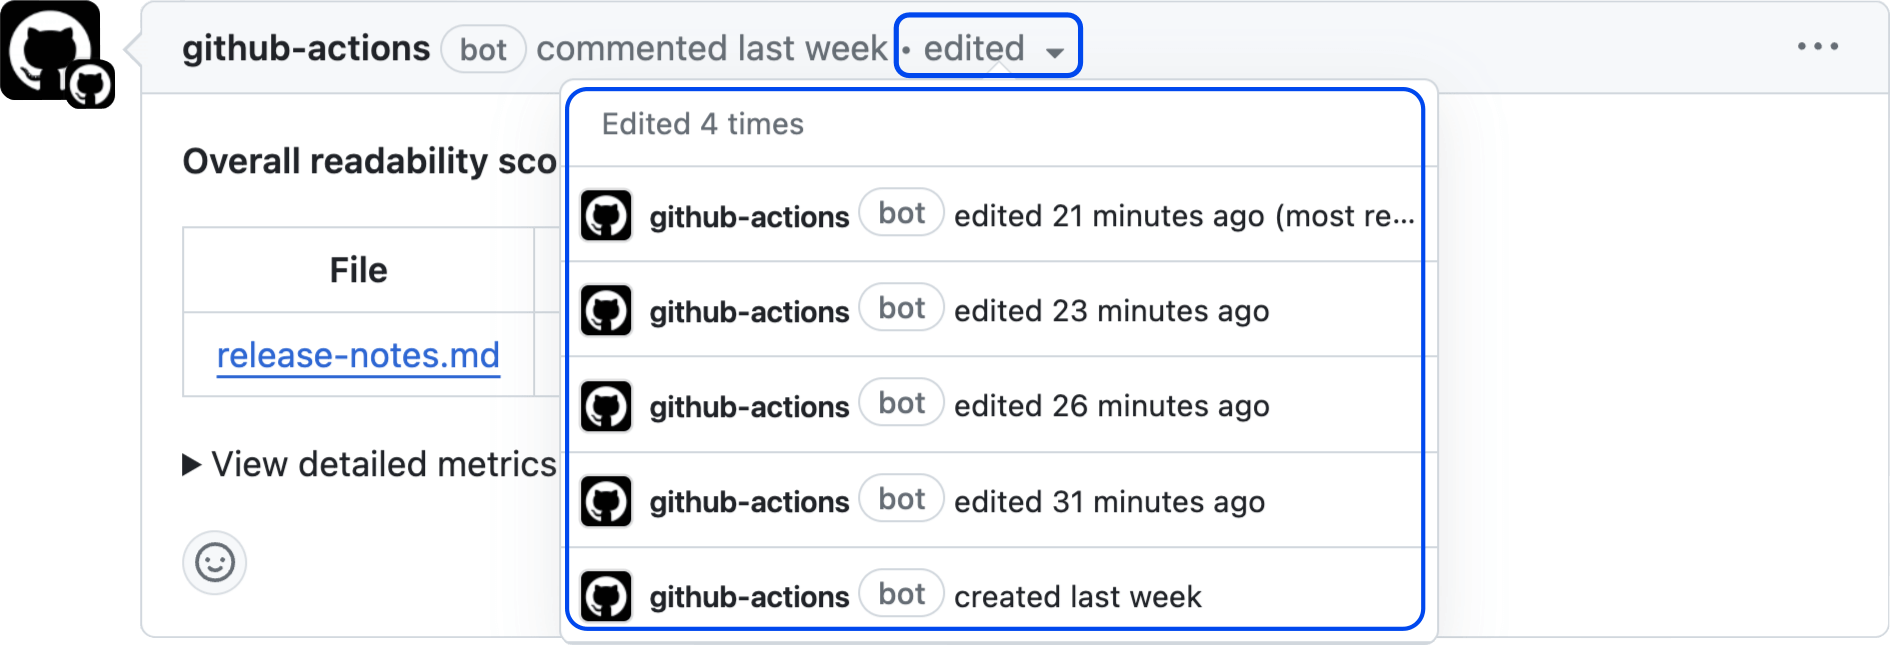 github-actions bot commented last week • edited
Edited 4 times
Overall readability sco
github-actions bot edited 21 minutes ago (most re...
File
github-actions bot edited 23 minutes ago
release-notes.md
github-actions bot edited 26 minutes ago
View detailed metrics
github-actions bot edited 31 minutes ago
github-actions bot created last week